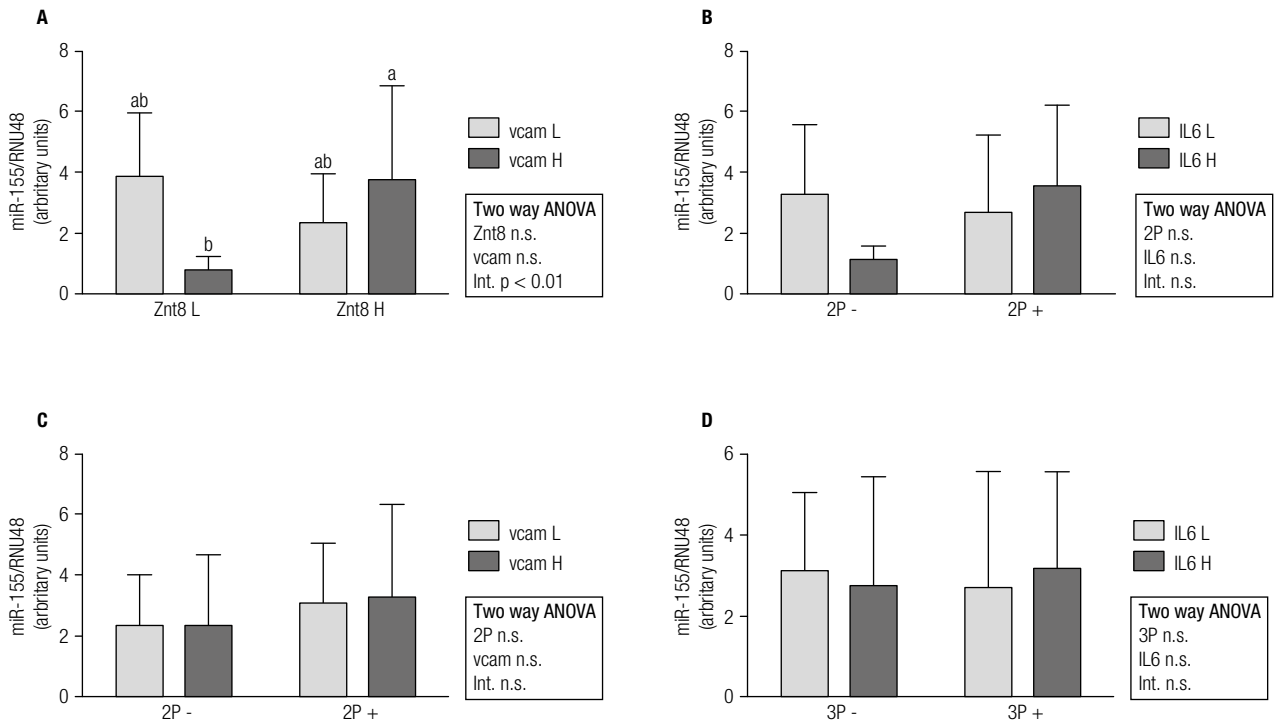 A
miR-155/RNU48
(arbritary units)
8
6
4
2
0
ab
b
ab
a
Znt8 L
Znt8 H
vcam L
vcam H
Two way ANOVA
Znt8 n.s.
vcam n.s.
Int. p < 0.01
B
miR-155/RNU48
(arbritary units)
8
6
4
2
0
2P -
2P +
IL6 L
IL6 H
Two way ANOVA
2P n.s.
IL6 n.s.
Int. n.s.
C
miR-155/RNU48
(arbritary units)
8
6
4
2
0
2P -
2P +
vcam L
vcam H
Two way ANOVA
2P n.s.
vcam n.s.
Int. n.s.
D
miR-155/RNU48
(arbritary units)
6
4
2
0
3P -
3P +
IL6 L
IL6 H
Two way ANOVA
3P n.s.
IL6 n.s.
Int. n.s.